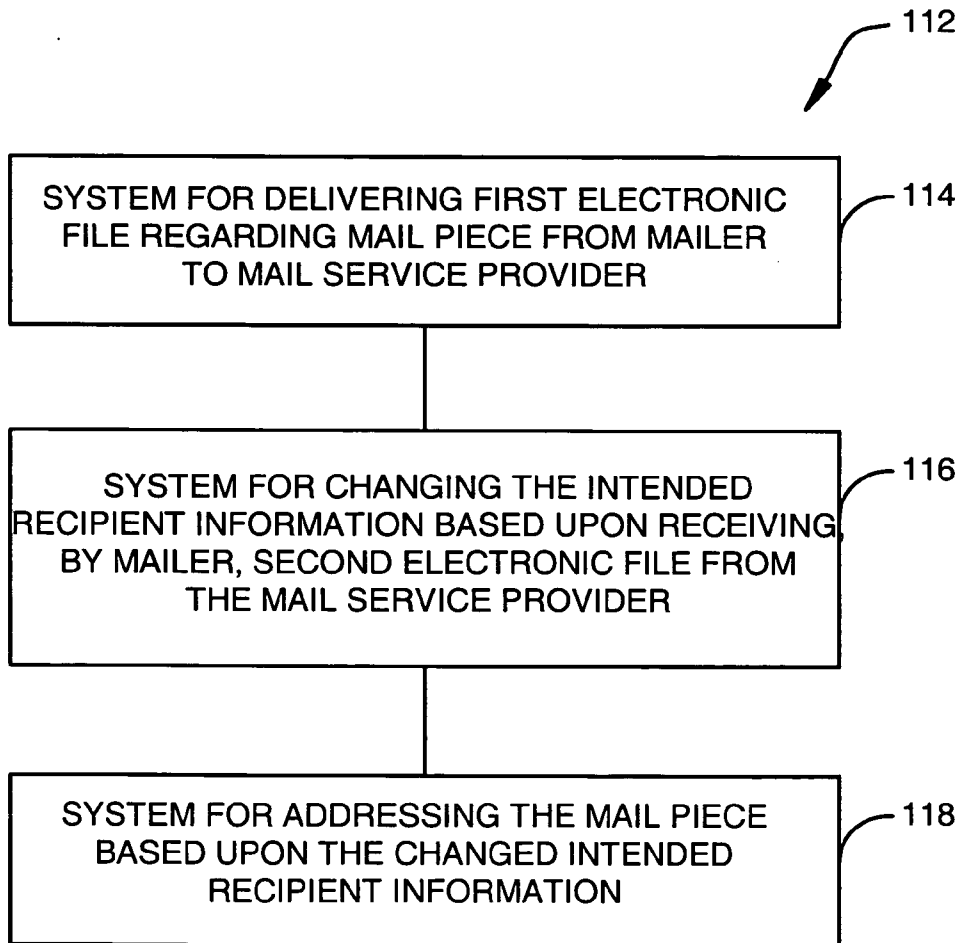 112
SYSTEM FOR DELIVERING FIRST ELECTRONIC
FILE REGARDING MAIL PIECE FROM MAILER
TO MAIL SERVICE PROVIDER
114
SYSTEM FOR CHANGING THE INTENDED
RECIPIENT INFORMATION BASED UPON RECEIVING
BY MAILER, SECOND ELECTRONIC FILE FROM
THE MAIL SERVICE PROVIDER
116
SYSTEM FOR ADDRESSING THE MAIL PIECE
BASED UPON THE CHANGED INTENDED
RECIPIENT INFORMATION
118